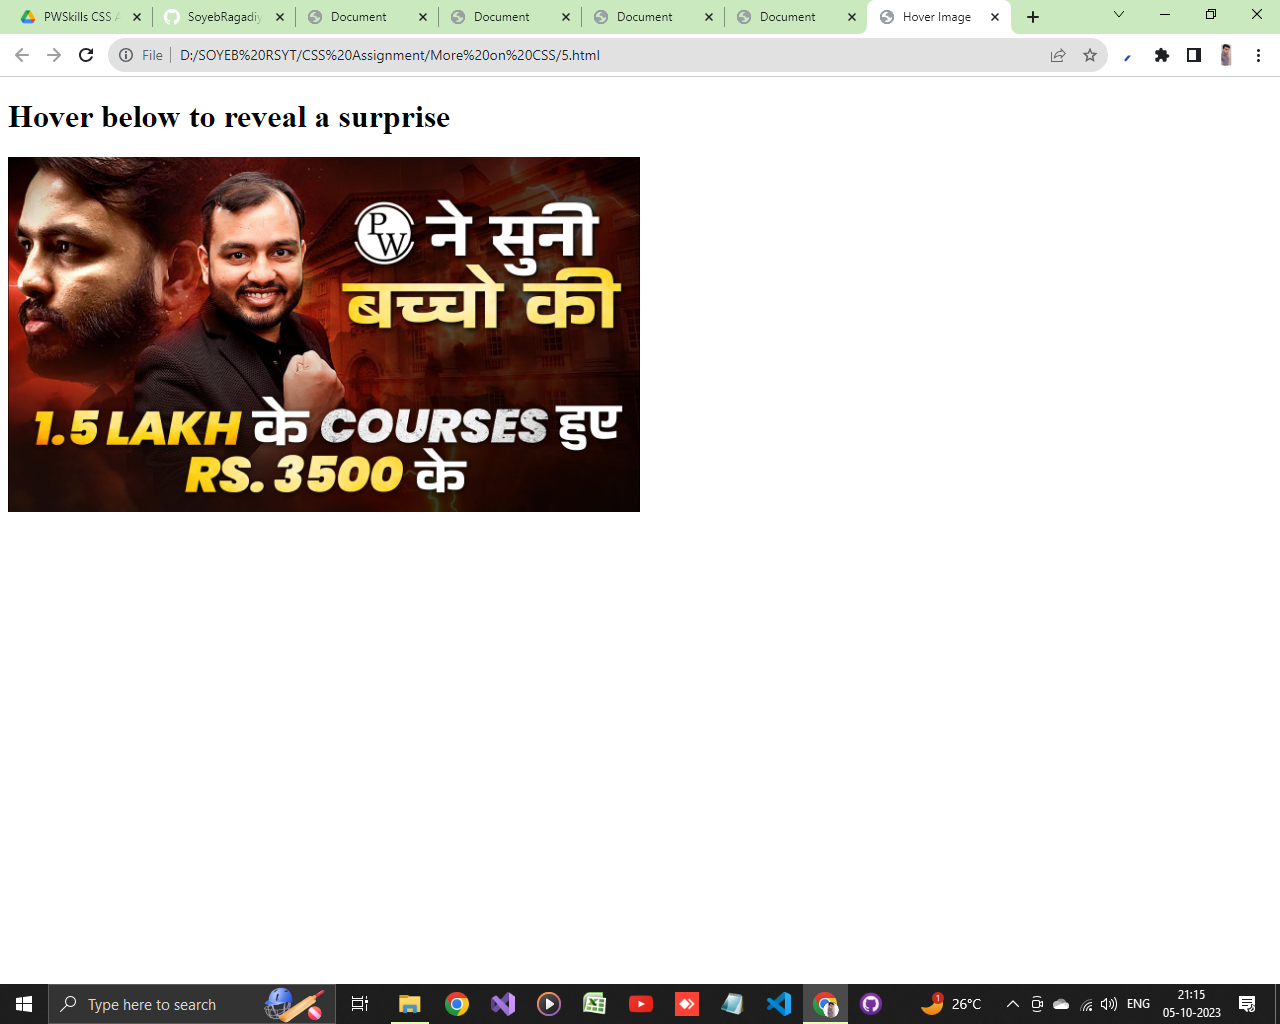 PWSkills CSS A
SoyebRagadiy
Document
Document
Document
Document
Hover Image
File
D:/SOYEB%20RSYT/CSS%20Assignment/More%20on%20CSS/5.html
Hover below to reveal a surprise
PW ने सुनी
बच्चो की
1.5 LAKH के COURSES हुए
RS. 3500 के
Type here to search
1
26°C
ENG
21:15
05-10-2023